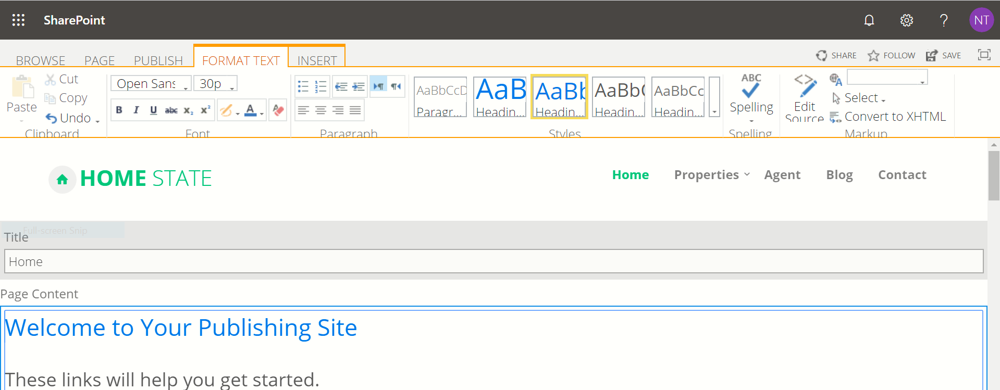 SharePoint
NT
BROWSE PAGE PUBLISH FORMAT TEXT INSERT
SHARE FOLLOW SAVE
Paste
Cut
Copy
Undo
Clipboard
Open Sans 30p
B I U abc x₂ x²
A
Font
Paragraph
AaBbCcD AaB AaBb AaBbC AaBbCc
Paragr... Headin... Headin... Headin... Headin...
Styles
ABC
Spelling
Spelling
Edit
Source
Select
Convert to XHTML
Markup
HOME STATE
Home Properties Agent Blog Contact
Full-screen Snip
Title
Home
Page Content
Welcome to Your Publishing Site
These links will help you get started.